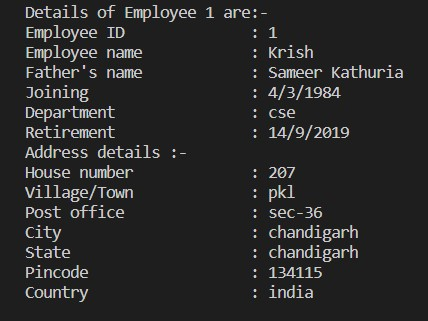 Details of Employee 1 are:-
Employee ID : 1
Employee name : Krish
Father's name : Sameer Kathuria
Joining : 4/3/1984
Department : cse
Retirement : 14/9/2019
Address details :-
House number : 207
Village/Town : pkl
Post office : sec-36
City : chandigarh
State : chandigarh
Pincode : 134115
Country : india